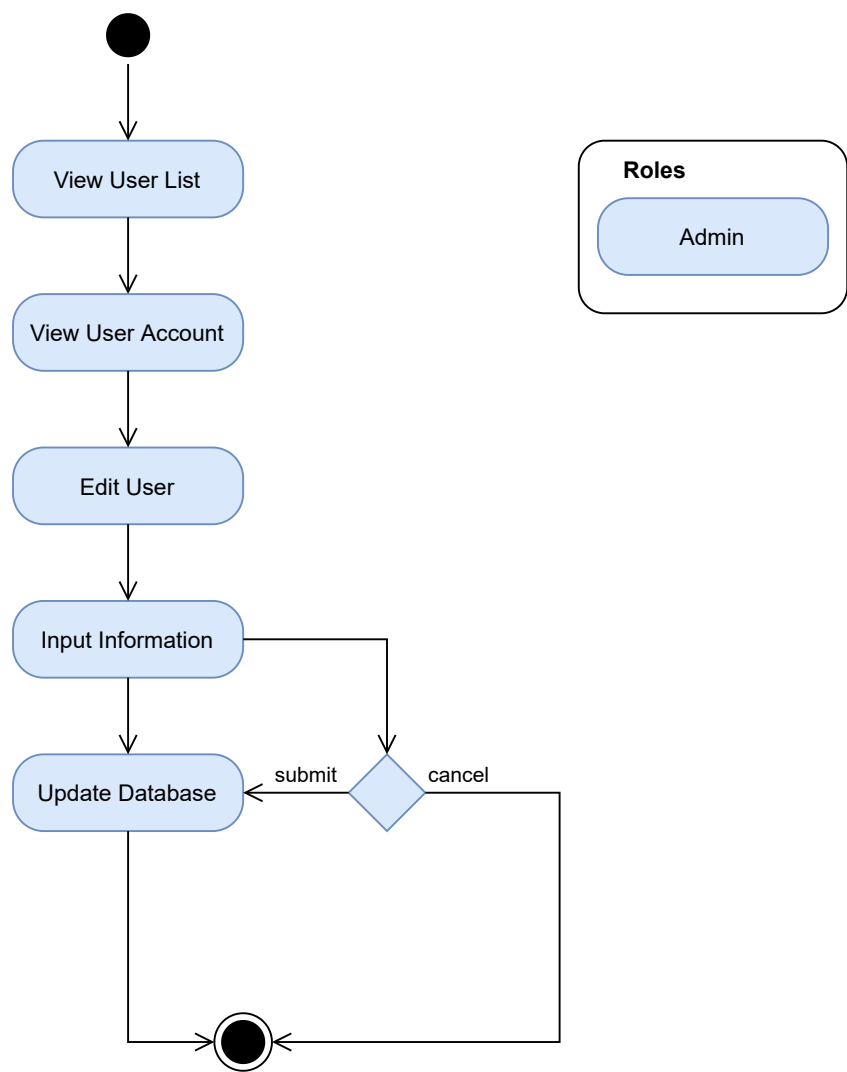 View User List
Roles
Admin
View User Account
Edit User
Input Information
Update Database
submit
cancel